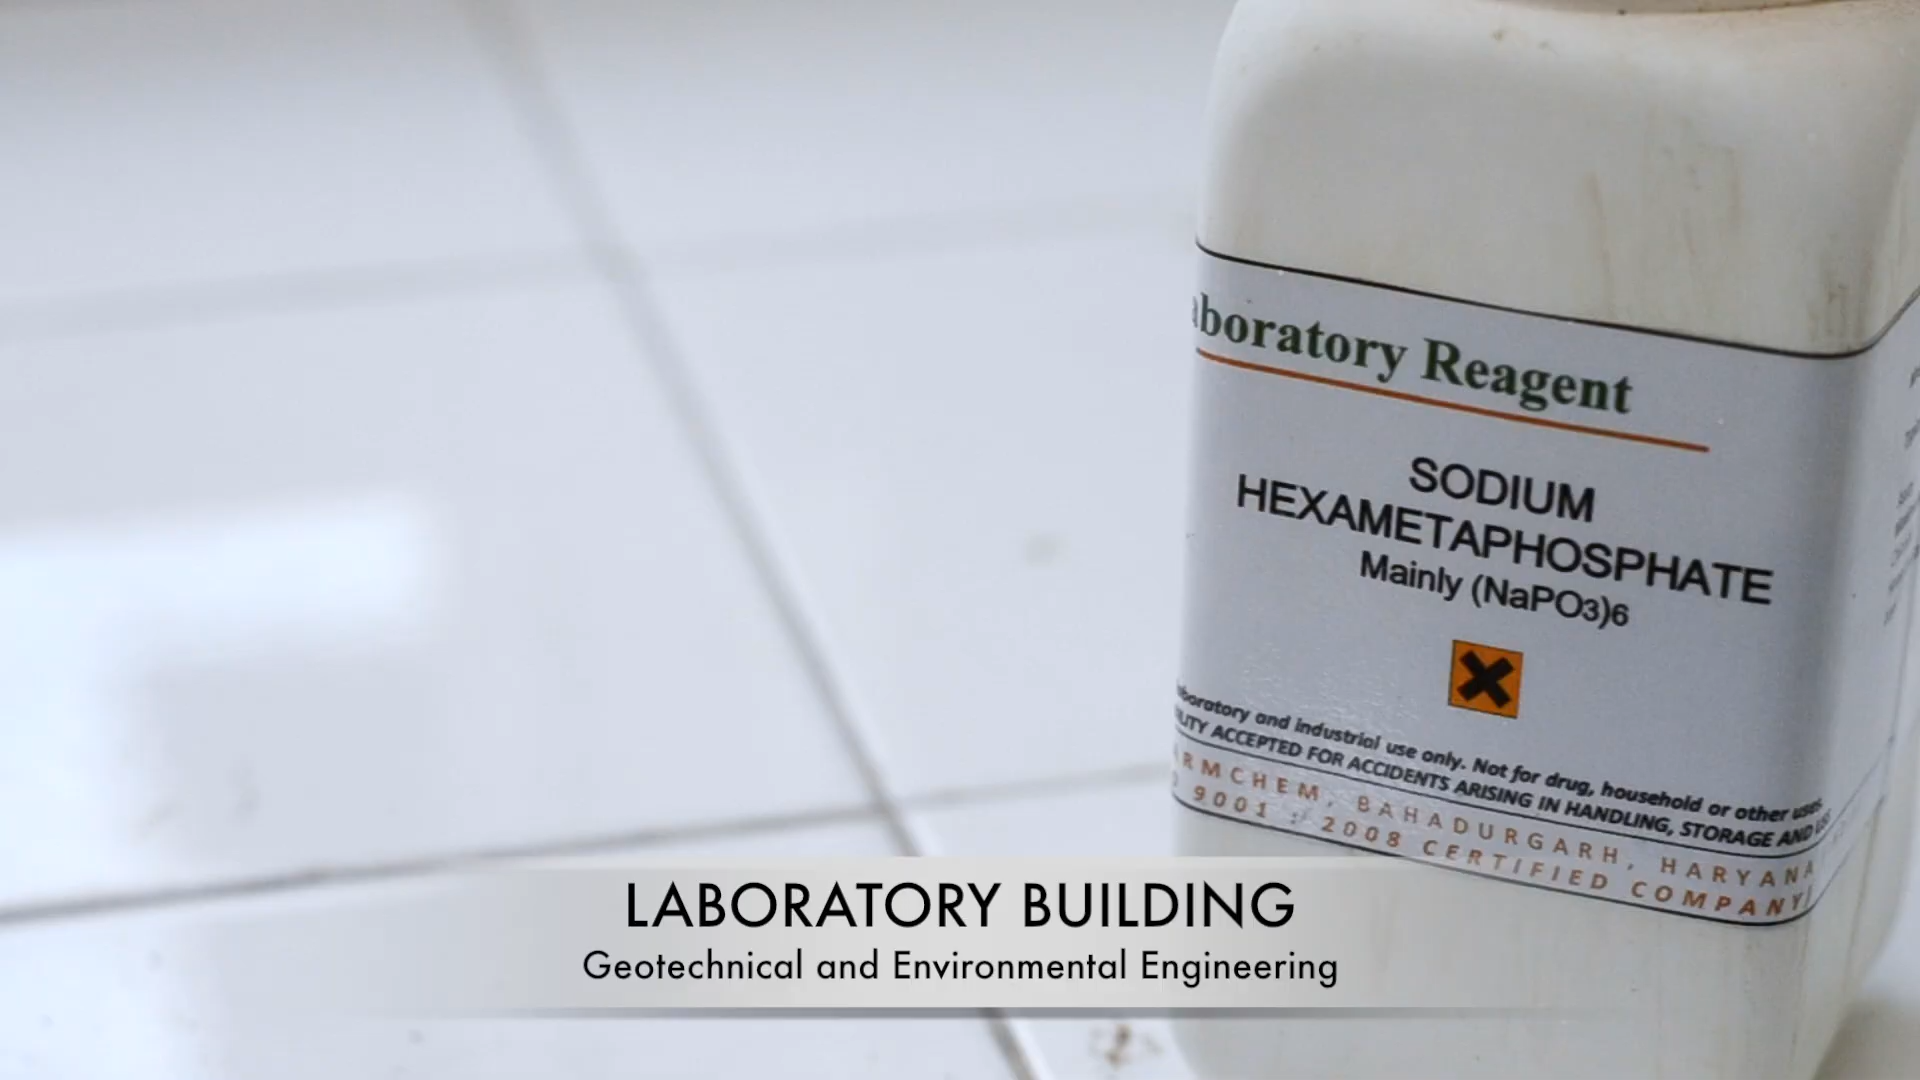 aboratory Reagent
SODIUM
HEXAMETAPHOSPHATE
Mainly (NaPO3)6
boratory and industrial use only. Not for drug, household or other uses.
ILITY ACCEPTED FOR ACCIDENTS ARISING IN HANDLING, STORAGE AND
RMCHEM, BAHADURGARH, HARYANA
9001 : 2008 CERTIFIED COMPANY
LABORATORY BUILDING
Geotechnical and Environmental Engineering